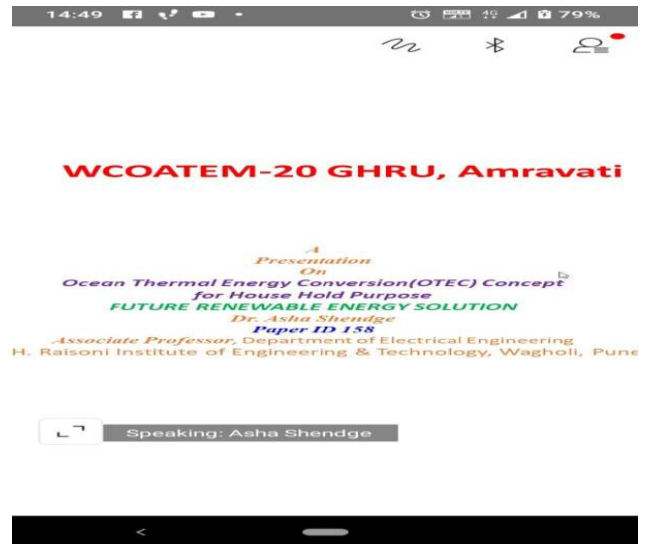 14:49 79%
WCOATEM-20 GHRU, Amravati
A
Presentation
On
Ocean Thermal Energy Conversion(OTEC) Concept
for House Hold Purpose
FUTURE RENEWABLE ENERGY SOLUTION
Dr. Asha Shendge
Paper ID 158
Associate Professor, Department of Electrical Engineering
H. Raisoni Institute of Engineering & Technology, Wagholi, Pune
Speaking: Asha Shendge